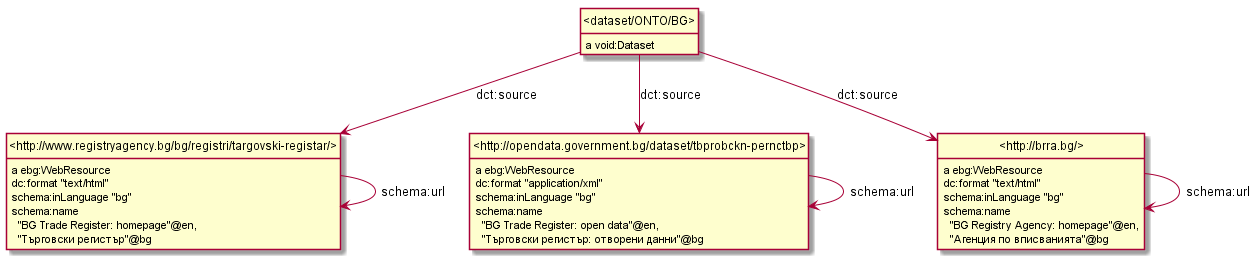 <dataset/ONTO/BG>
a void:Dataset
dct:source
dct:source
dct:source
<http://www.registryagency.bg/bg/registri/targovski-registar/>
a ebg:WebResource
dc:format "text/html"
schema:inLanguage "bg"
schema:name
"BG Trade Register: homepage"@en,
"Търговски регистър"@bg
schema:url
<http://opendata.government.bg/dataset/tbprobckn-pernctbp>
a ebg:WebResource
dc:format "application/xml"
schema:inLanguage "bg"
schema:name
"BG Trade Register: open data"@en,
"Търговски регистър: отворени данни"@bg
schema:url
<http://brra.bg/>
a ebg:WebResource
dc:format "text/html"
schema:inLanguage "bg"
schema:name
"BG Registry Agency: homepage"@en,
"Агенция по вписванията"@bg
schema:url